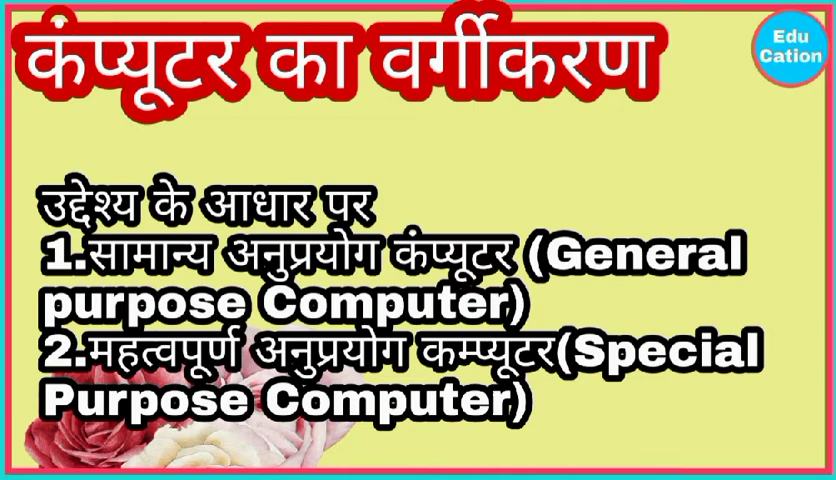 कंप्यूटर का वर्गीकरण
Edu
Cation
उद्देश्य के आधार पर
1.सामान्य अनुप्रयोग कंप्यूटर (General
purpose Computer)
2.महत्वपूर्ण अनुप्रयोग कम्प्यूटर(Special
Purpose Computer)